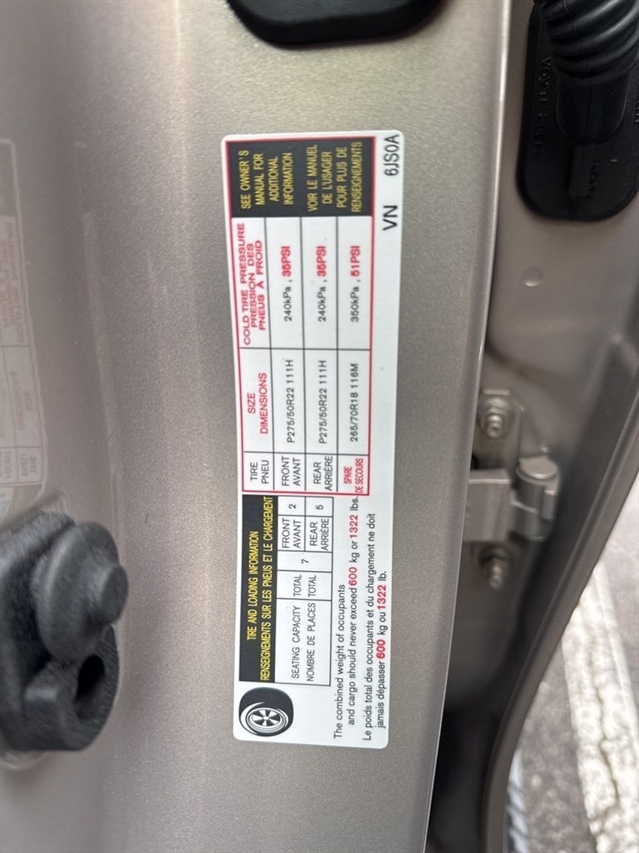 TIRE AND LOADING INFORMATION
RENSEIGNEMENTS SUR LES PNEUS ET LE CHARGEMENT
SEATING CAPACITY TOTAL 7 FRONT AVANT 2
NOMBRE DE PLACES TOTAL REAR ARRIÈRE 5
The combined weight of occupants
and cargo should never exceed 600 kg or 1322 lbs.
Le poids total des occupants et du chargement ne doit
jamais dépasser 600 kg ou 1322 lb.
TIRE PNEU SIZE DIMENSIONS COLD TIRE PRESSURE PRESSION DES PNEUS À FROID
FRONT AVANT P275/50R22 111H 240kPa, 35PSI
REAR ARRIÈRE P275/50R22 111H 240kPa, 35PSI
SPARE DE SECOURS 265/70R18 116M 350kPa, 51PSI
SEE OWNER'S
MANUAL FOR
ADDITIONAL
INFORMATION
VOIR LE MANUEL
DE L'USAGER
POUR PLUS DE
RENSEIGNEMENTS
VN 6JS0A